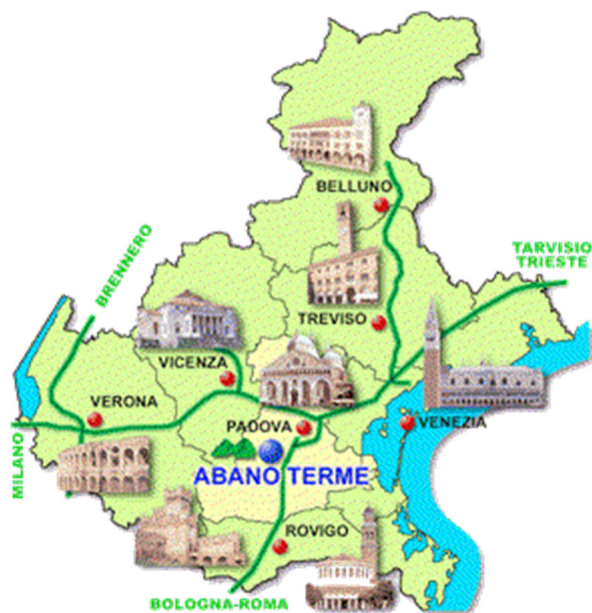 BELLUNO
TARVISIO
TRIESTE
BRENNERO
TREVISO
VICENZA
VERONA
PADOVA
VENEZIA
MILANO
ABANO TERME
ROVIGO
BOLOGNA-ROMA